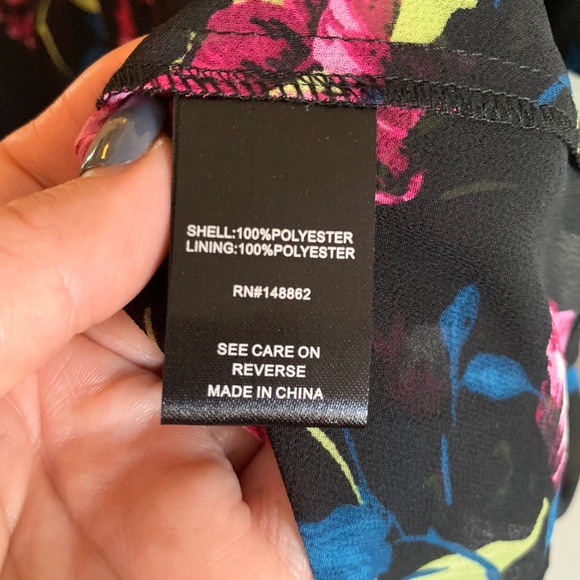 SHELL:100%POLYESTER
LINING:100%POLYESTER
RN#148862
SEE CARE ON
REVERSE
MADE IN CHINA